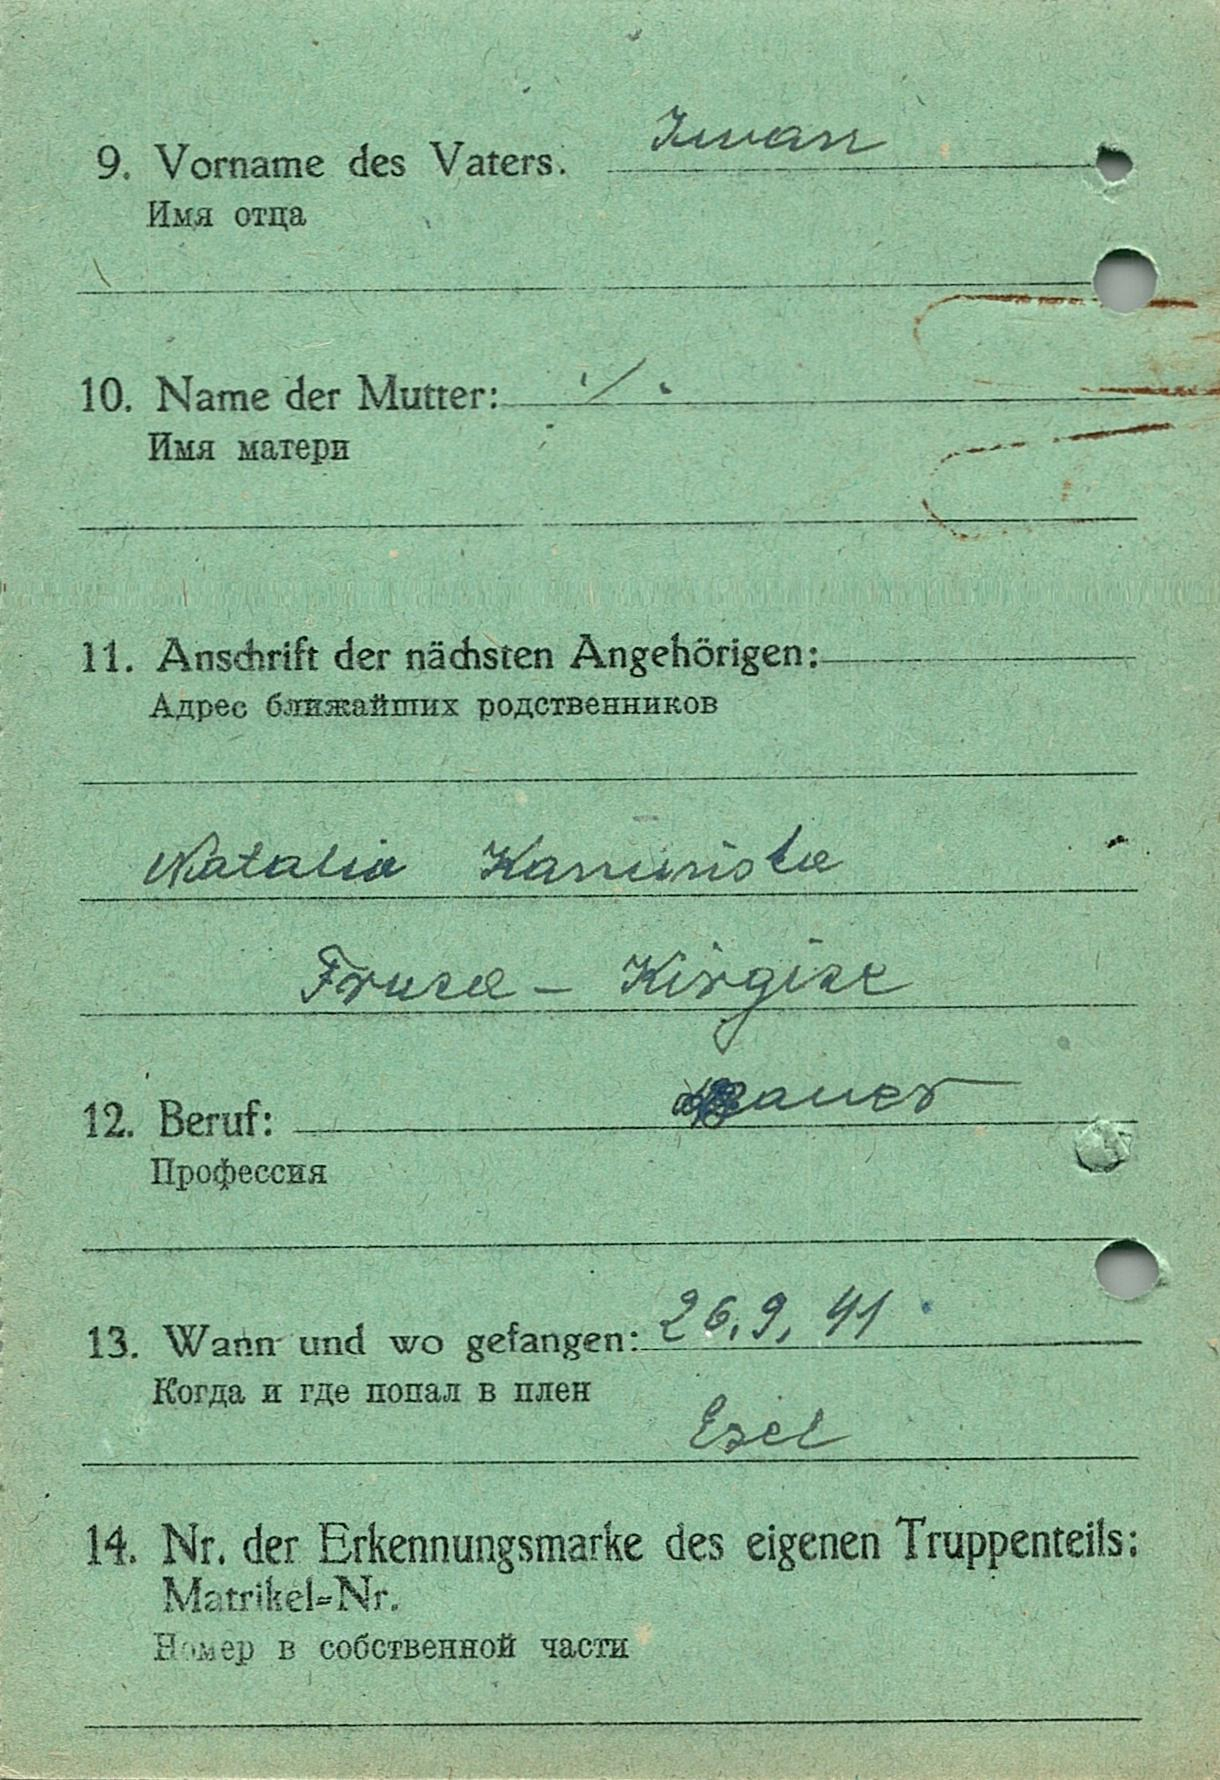 9. Vorname des Vaters. Iwan
Имя отца
10. Name der Mutter: ./.
Имя матери
11. Anschrift der nächsten Angehörigen:
Адрес ближайших родственников
Natalia
Fruse - Kirgise
12. Beruf: Bauer
Профессия
13. Wann und wo gefangen: 26.9.41
Когда и где попал в плен
Esel
14. Nr. der Erkennungsmarke des eigenen Truppenteils:
Matrikel=Nr.
Номер в собственной части